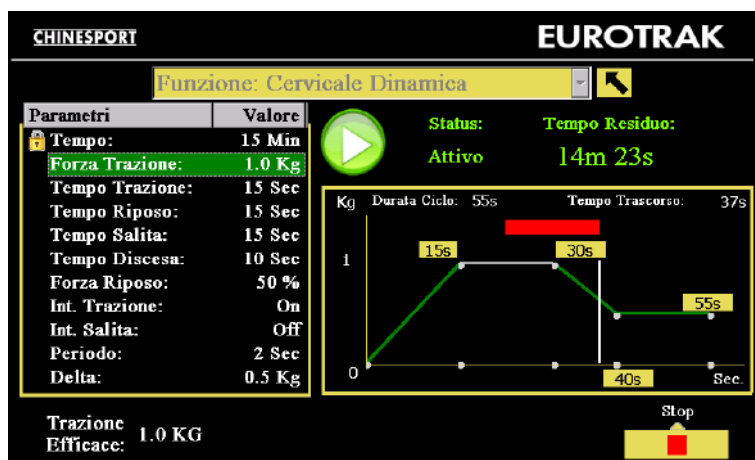 CHINESPORT
EUROTRAK
Funzione: Cervicale Dinamica
Parametri Valore
Tempo: 15 Min
Forza Trazione: 1.0 Kg
Tempo Trazione: 15 Sec
Tempo Riposo: 15 Sec
Tempo Salita: 15 Sec
Tempo Discesa: 10 Sec
Forza Riposo: 50 %
Int. Trazione: On
Int. Salita: Off
Periodo: 2 Sec
Delta: 0.5 Kg
Status: Tempo Residuo:
Attivo 14m 23s
Kg Durata Ciclo: 55s Tempo Trascorso: 37s
15s 30s
1
55s
0
40s Sec.
Trazione
Efficace: 1.0 KG
Stop